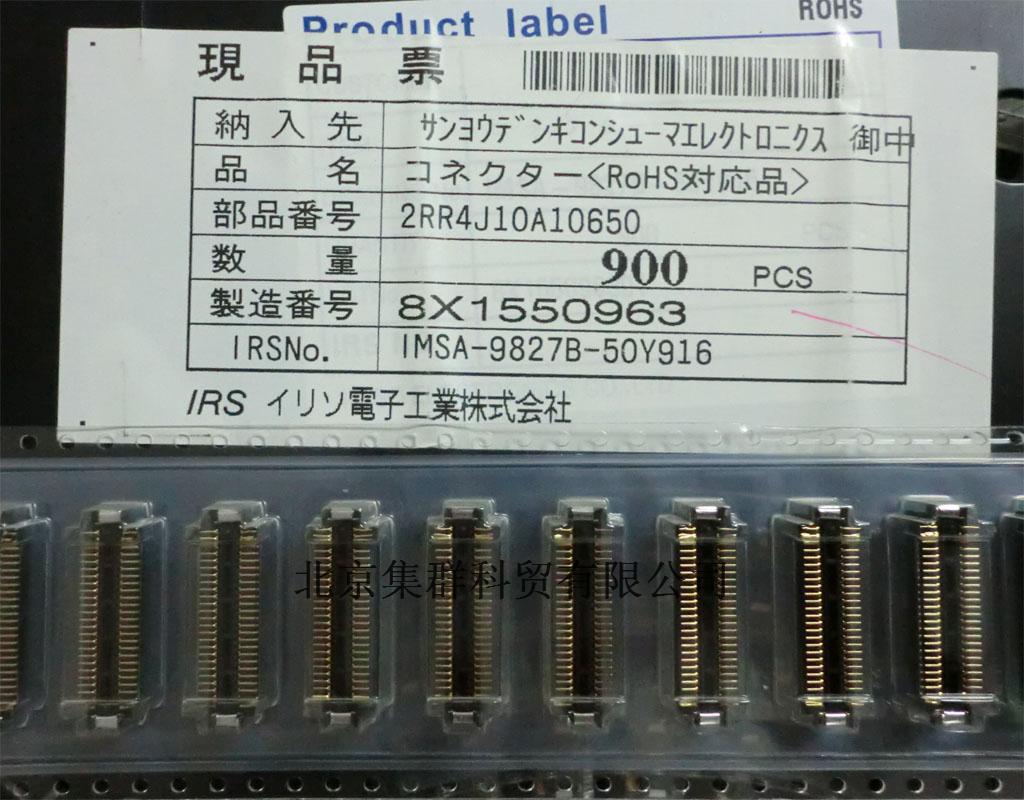 Product label
ROHS
現品票
納入先 サンヨウデンキコンシューマエレクトロニクス 御中
品名 コネクター<RoHS対応品>
部品番号 2RR4J10A10650
数量 900 PCS
製造番号 8X1550963
IRSNo. IMSA-9827B-50Y916
IRS イリソ電子工業株式会社
北京集群科贸有限公司